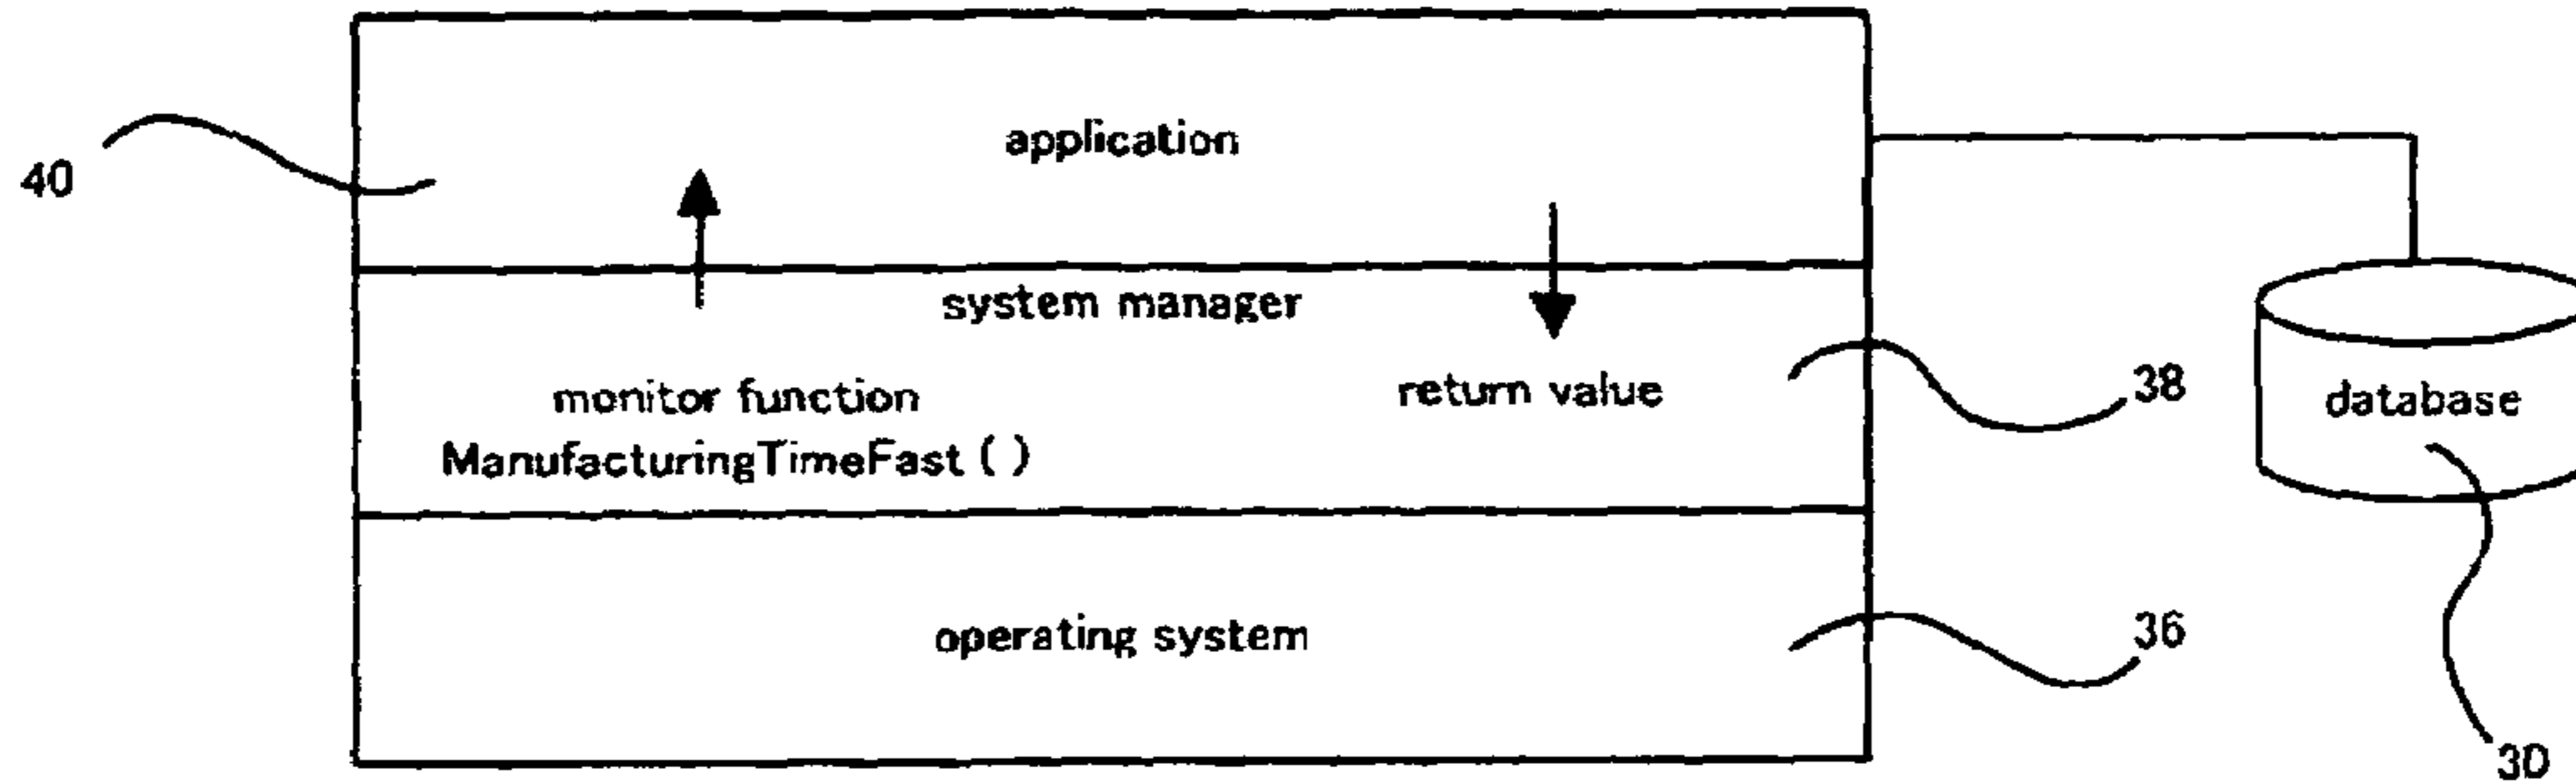 application
40
system manager
monitor function
ManufacturingTimeFast ( )
return value
38
database
operating system
36
30